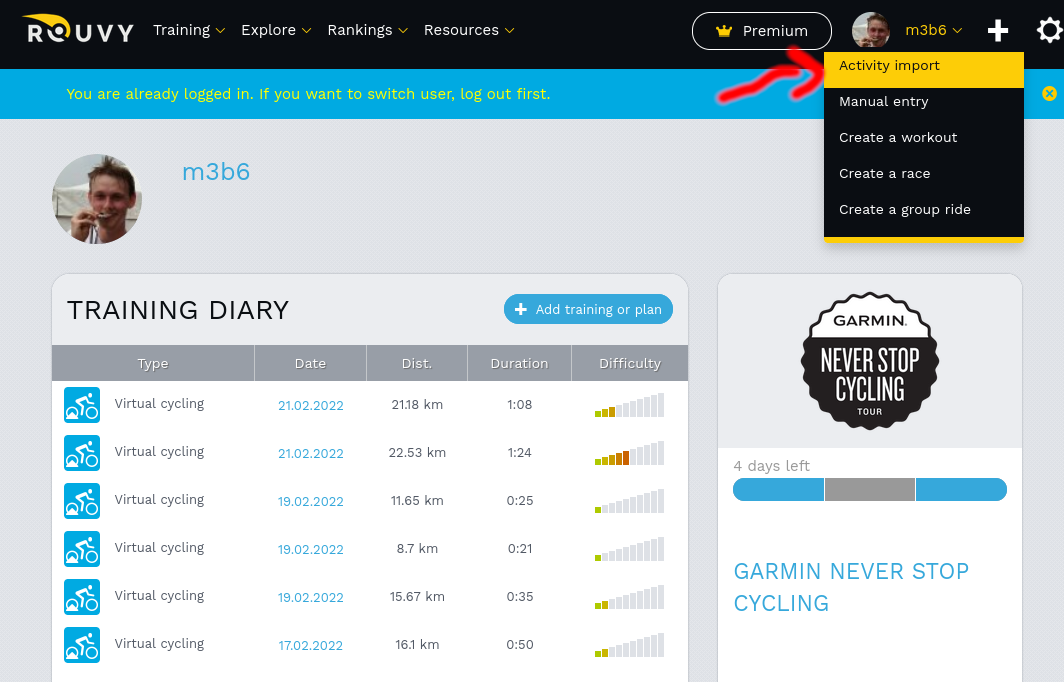 ROUVY Training Explore Rankings Resources Premium m3b6
Activity import
You are already logged in. If you want to switch user, log out first.
Manual entry
Create a workout
Create a race
Create a group ride
m3b6
TRAINING DIARY
Add training or plan
Type Date Dist. Duration Difficulty
Virtual cycling 21.02.2022 21.18 km 1:08
Virtual cycling 21.02.2022 22.53 km 1:24
Virtual cycling 19.02.2022 11.65 km 0:25
Virtual cycling 19.02.2022 8.7 km 0:21
Virtual cycling 19.02.2022 15.67 km 0:35
Virtual cycling 17.02.2022 16.1 km 0:50
GARMIN.
NEVER STOP
CYCLING
TOUR
4 days left
GARMIN NEVER STOP
CYCLING